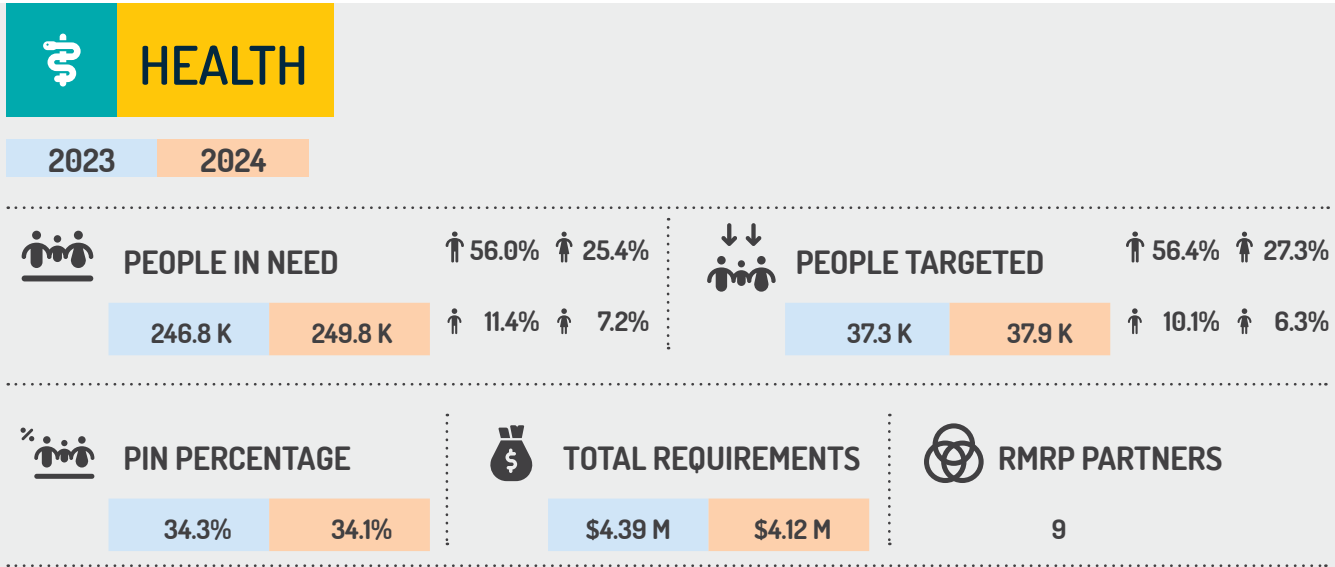 HEALTH
2023 2024
PEOPLE IN NEED
56.0% 25.4%
246.8 K 249.8 K
11.4% 7.2%
PEOPLE TARGETED
56.4% 27.3%
37.3 K 37.9 K
10.1% 6.3%
% PIN PERCENTAGE
34.3% 34.1%
$ TOTAL REQUIREMENTS
$4.39 M $4.12 M
RMRP PARTNERS
9